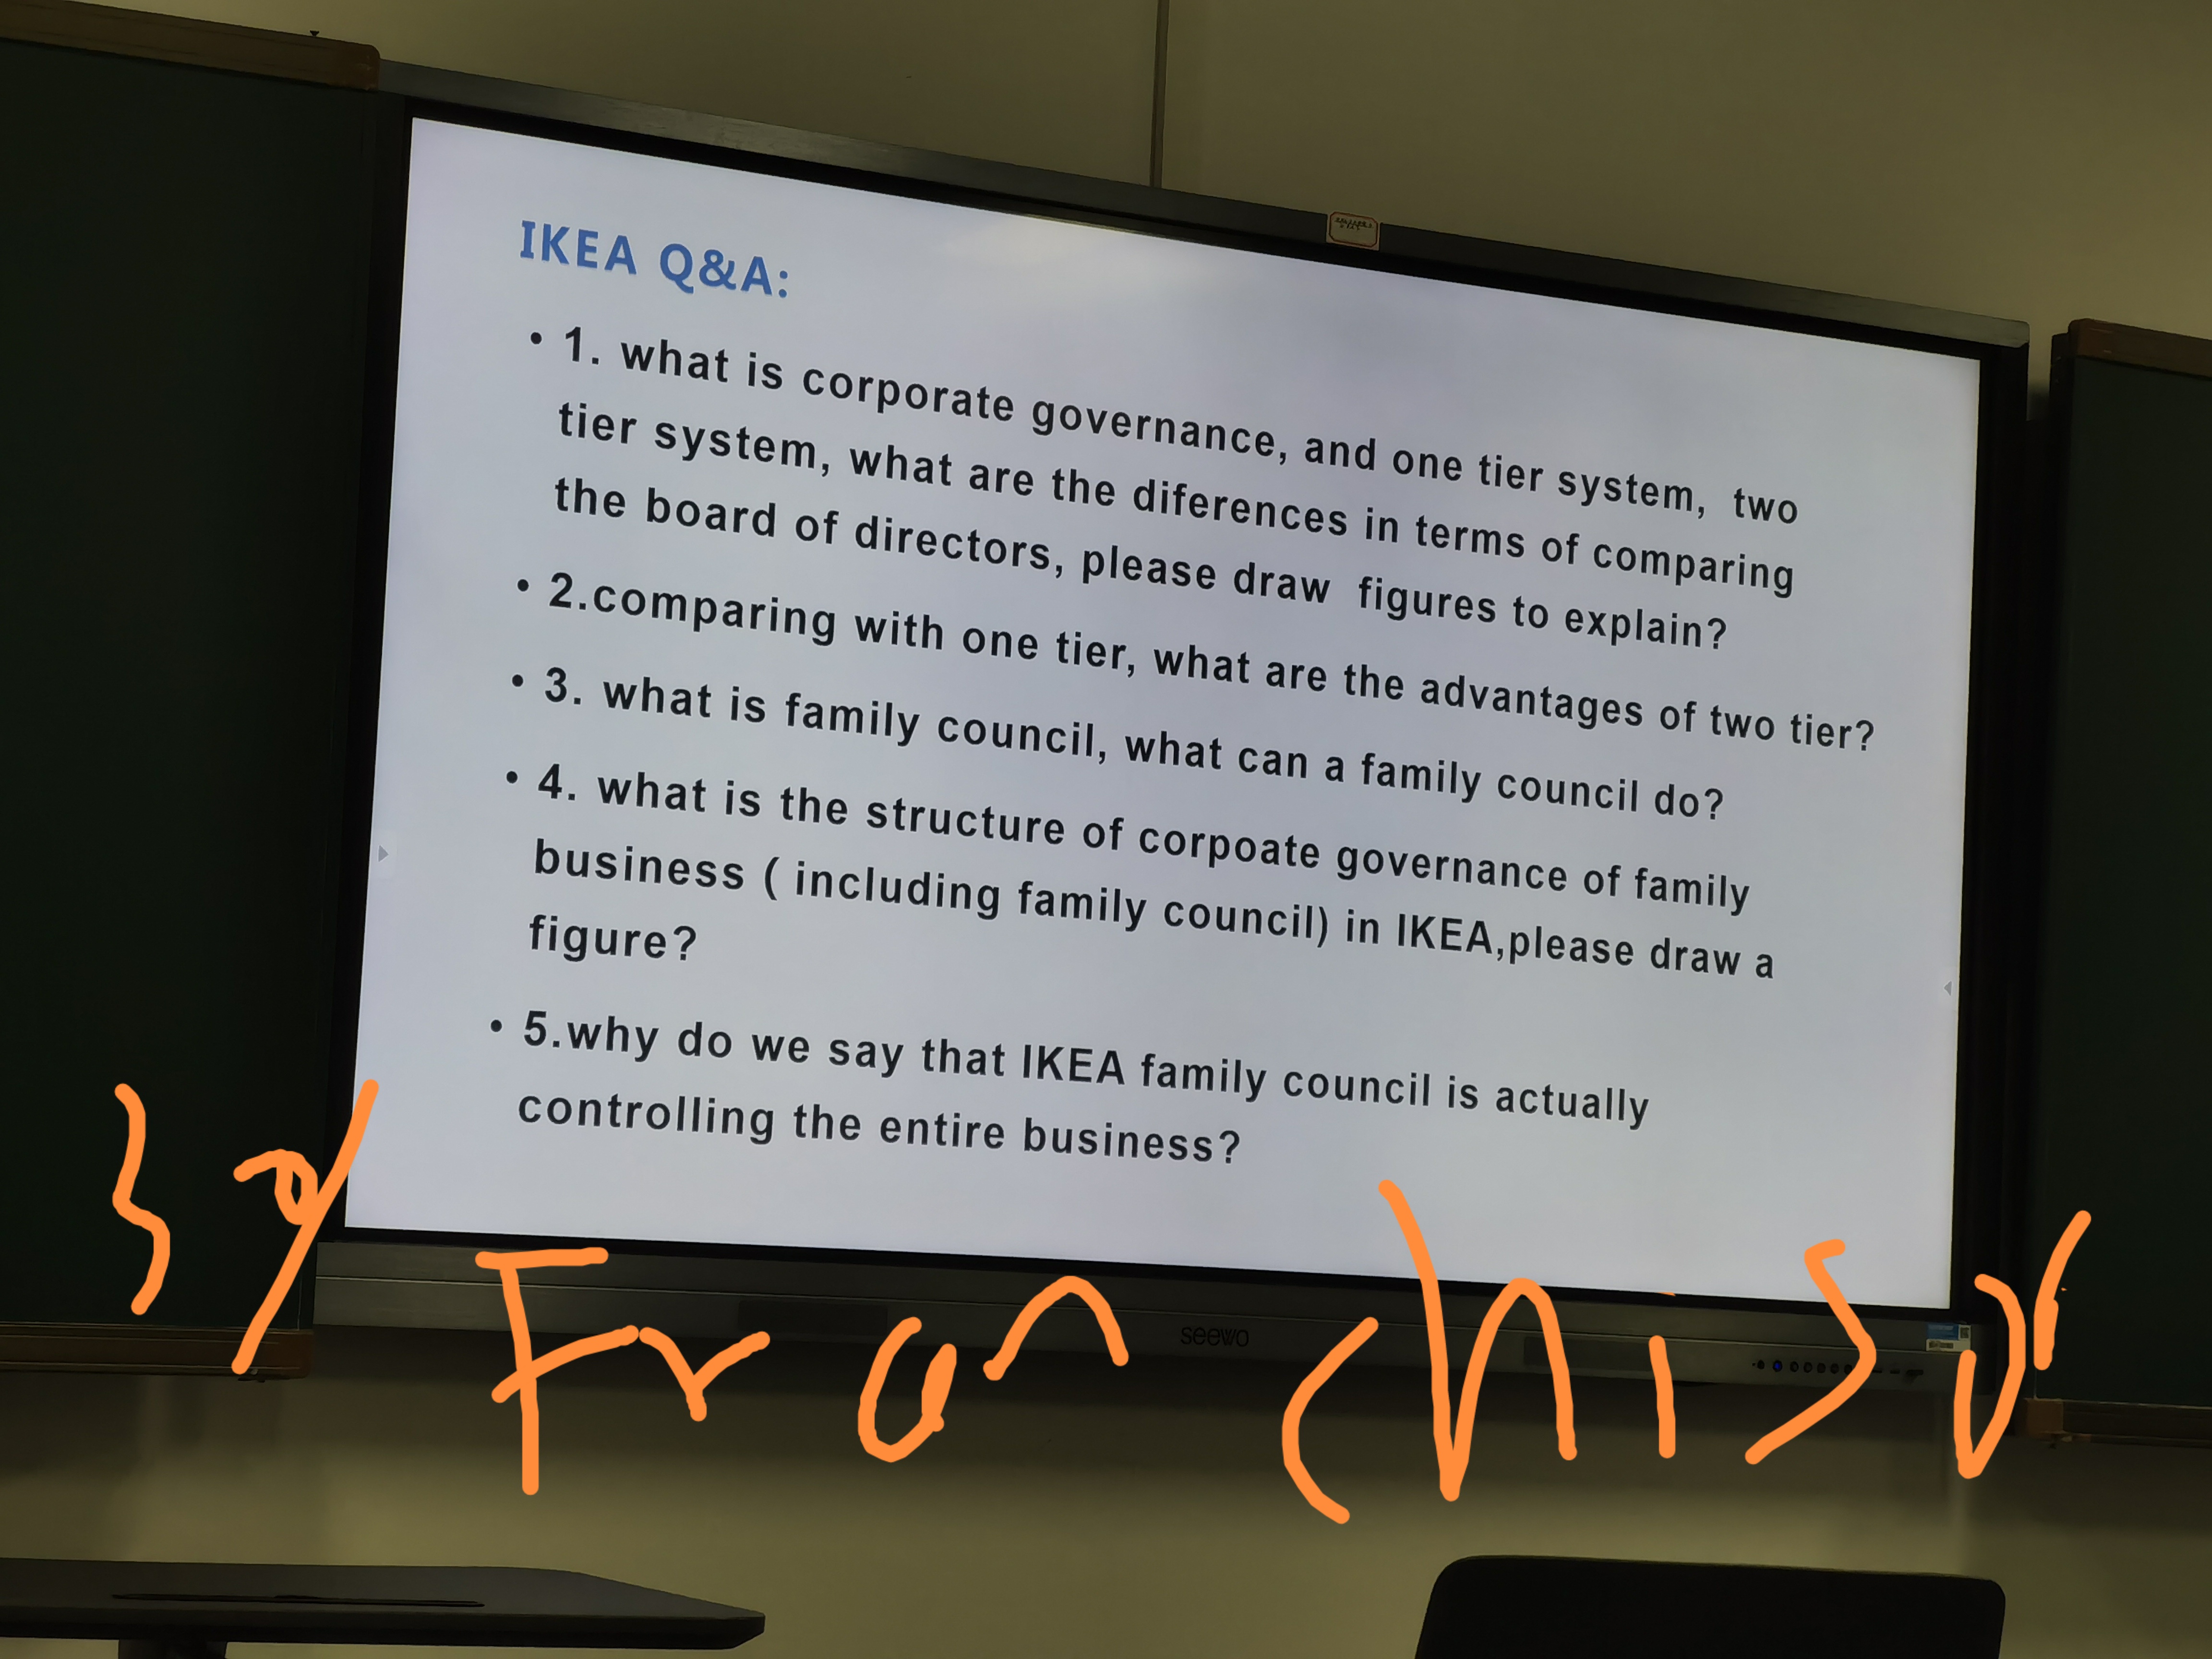 IKEA Q&A:
• 1. what is corporate governance, and one tier system, two
tier system, what are the diferences in terms of comparing
the board of directors, please draw figures to explain?
• 2.comparing with one tier, what are the advantages of two tier?
• 3. what is family council, what can a family council do?
• 4. what is the structure of corpoate governance of family
business ( including family council) in IKEA,please draw a
figure?
• 5.why do we say that IKEA family council is actually
controlling the entire business?
seewo